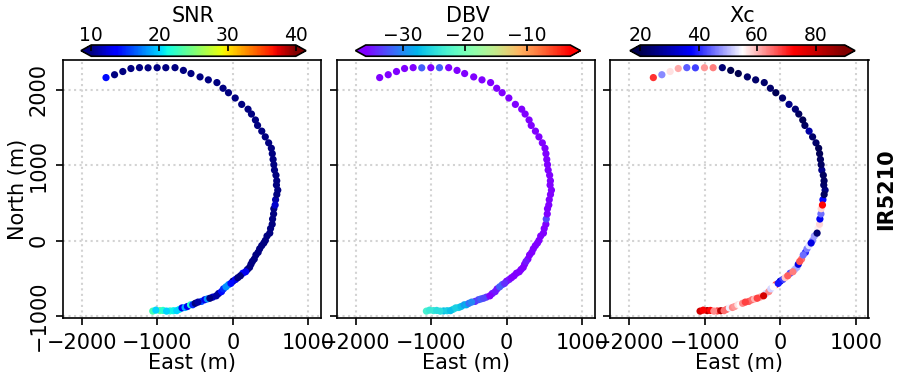 SNR DBV Xc
10 20 30 40 −30 −20 −10 20 40 60 80
2000
1000
0
−1000
North (m)
IR5210
−2000 −1000 0 1000 −2000 −1000 0 1000 −2000 −1000 0 1000
East (m) East (m) East (m)